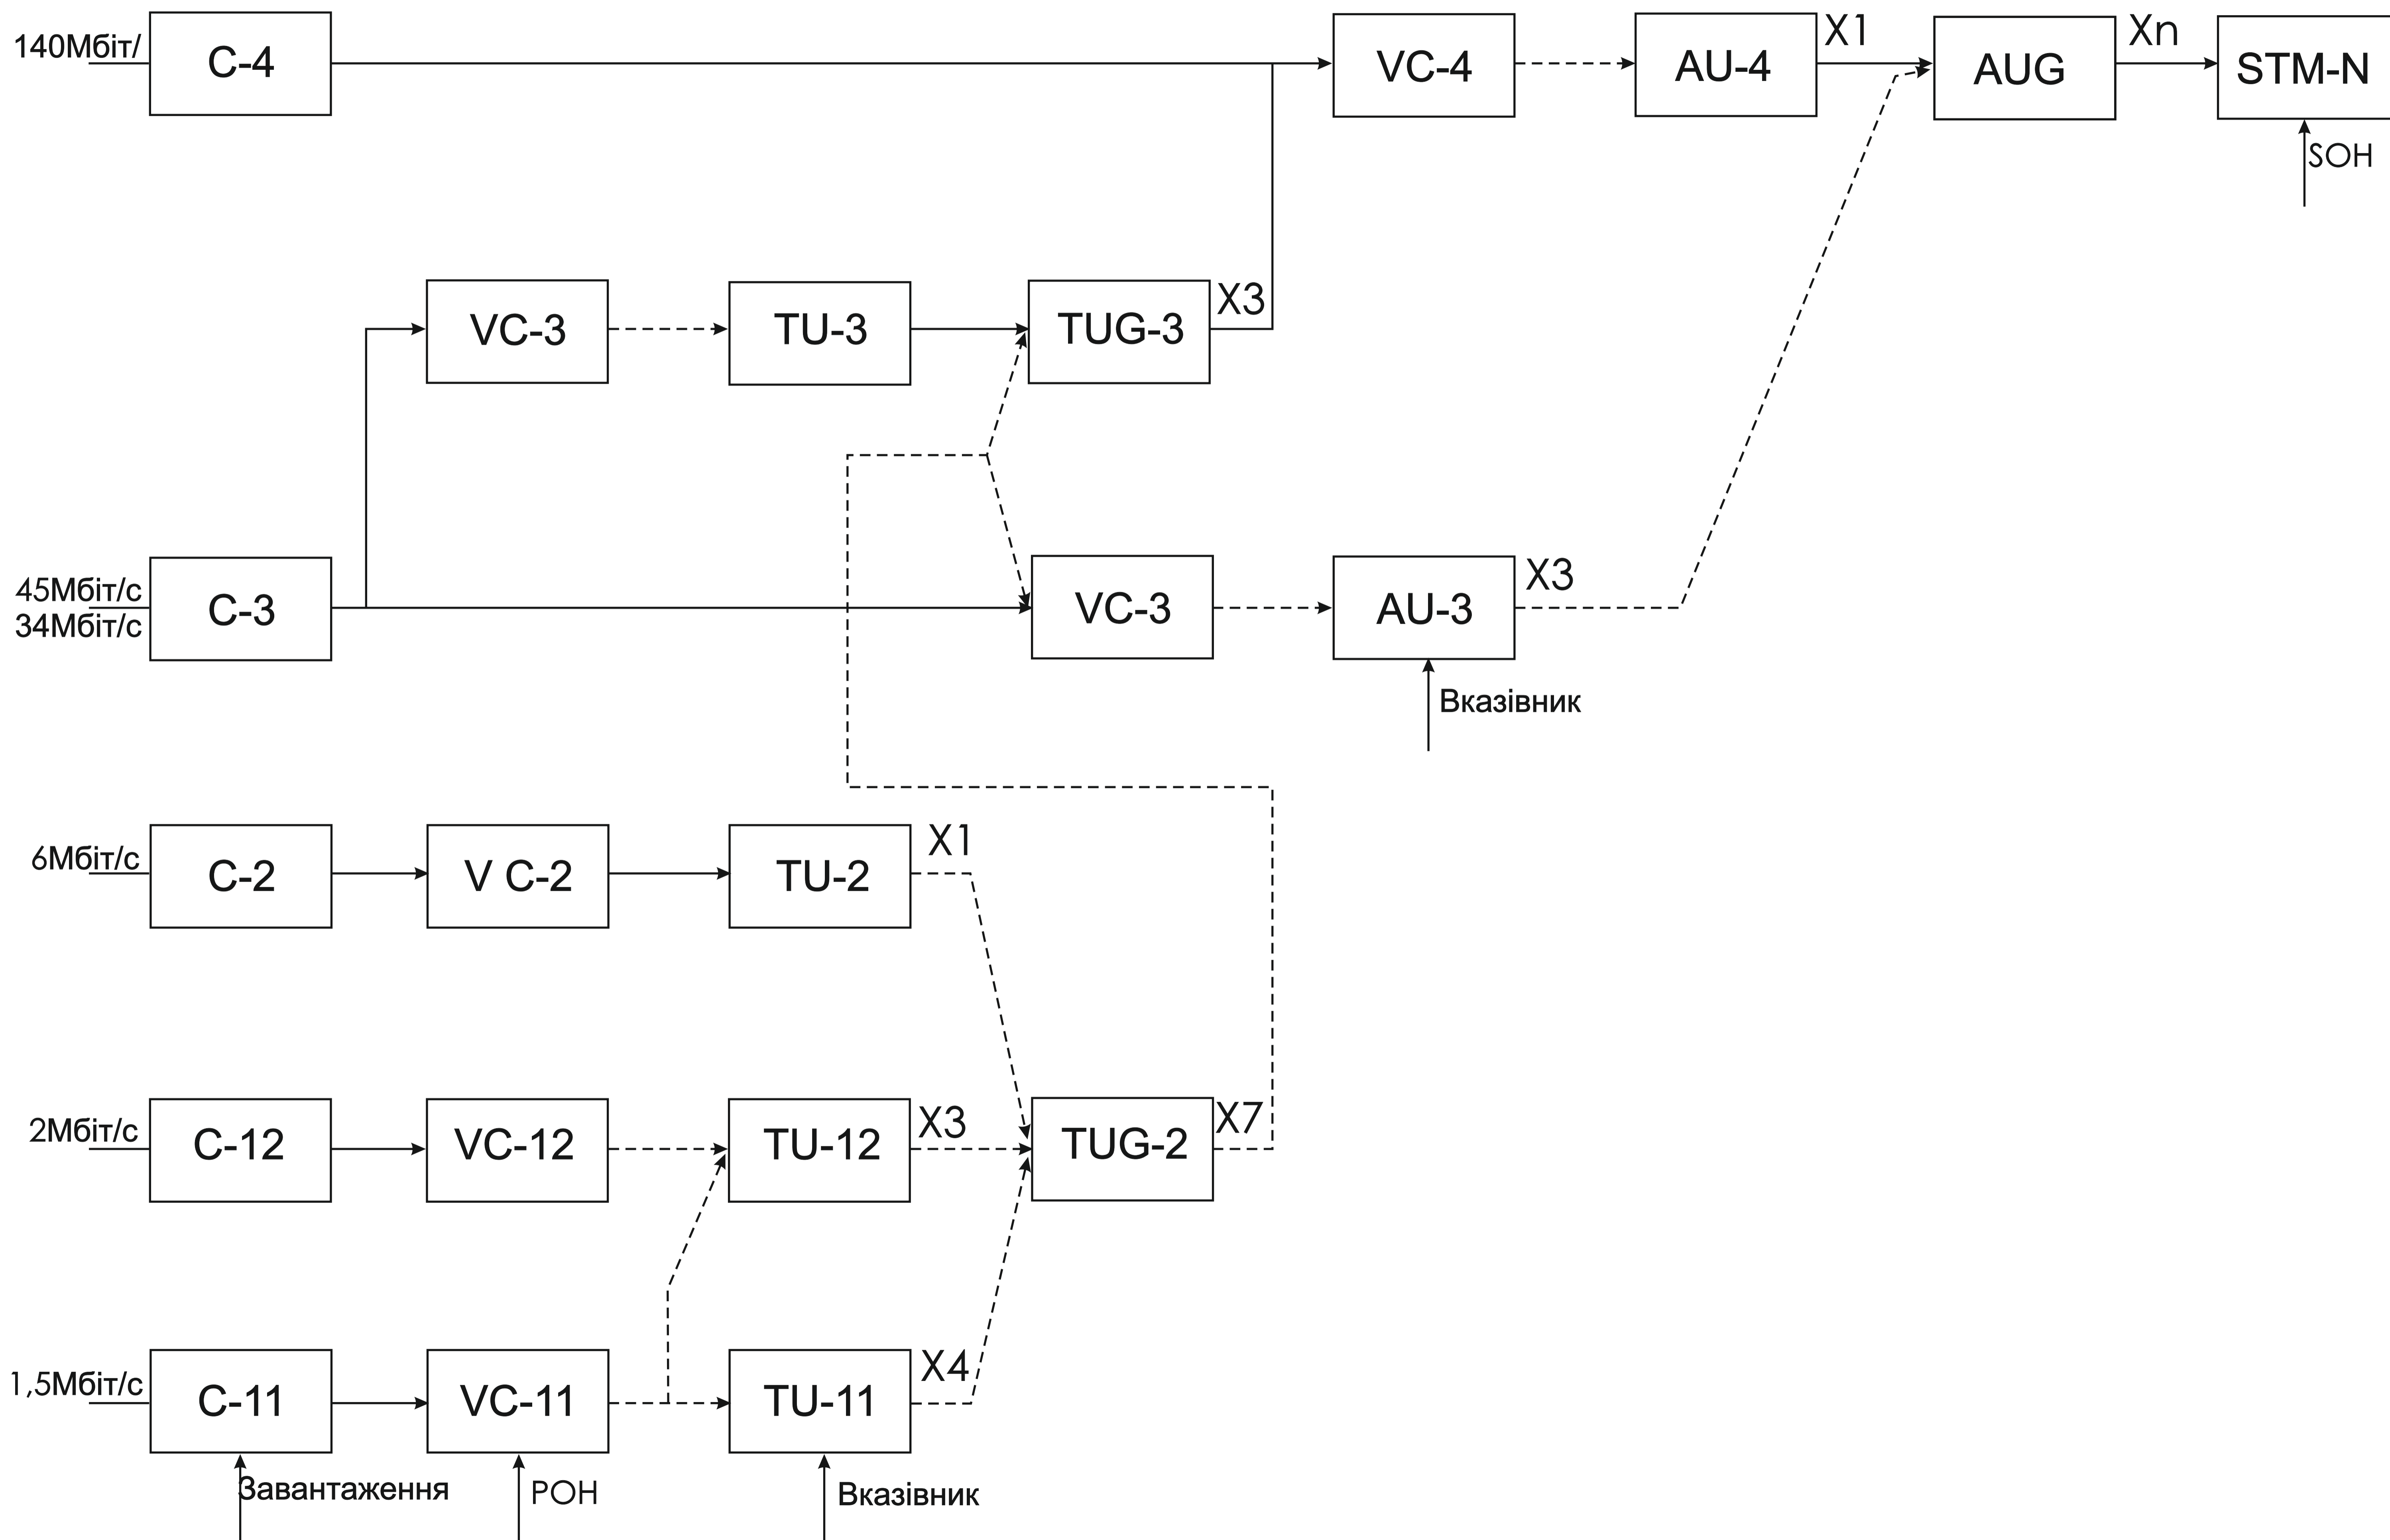 140Мбіт/
C-4
VC-4
AU-4
X1
AUG
Xn
STM-N
SOH
VC-3
TU-3
TUG-3
X3
45Мбіт/с
34Мбіт/с
C-3
VC-3
AU-3
X3
Вказівник
6Мбіт/с
C-2
V C-2
TU-2
X1
2Мбіт/с
C-12
VC-12
TU-12
X3
TUG-2
X7
1,5Мбіт/с
C-11
VC-11
TU-11
X4
Завантаження
POH
Вказівник